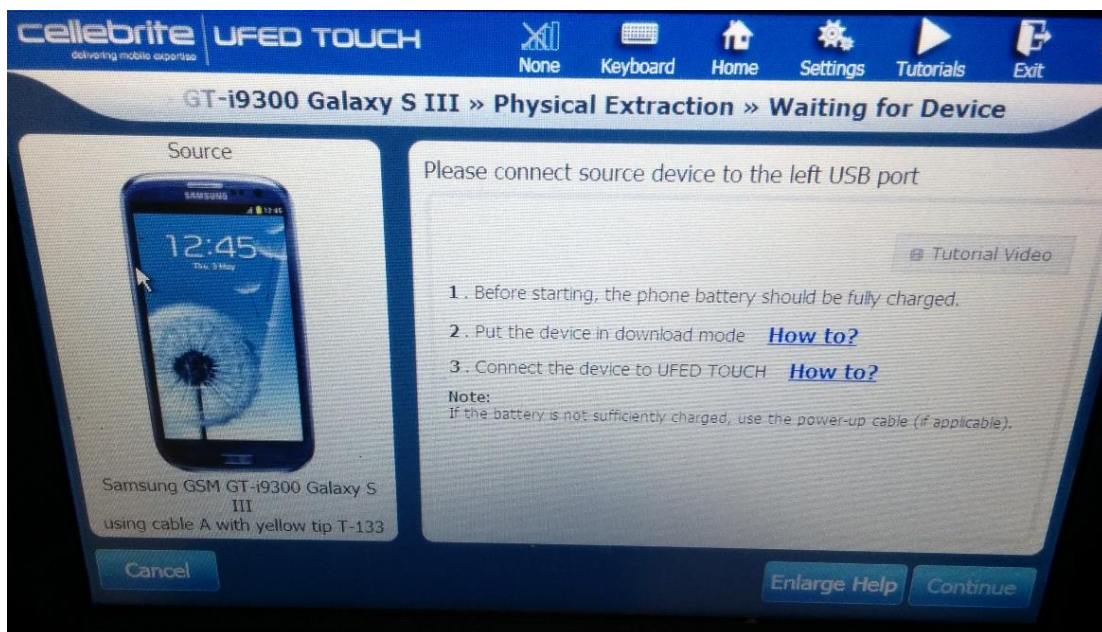 cellebrite
delivering mobile expertise
UFED TOUCH
None
Keyboard
Home
Settings
Tutorials
Exit
GT-i9300 Galaxy S III » Physical Extraction » Waiting for Device
Source
SAMSUNG
12:45
12:45
Thu, 3 May
Samsung GSM GT-i9300 Galaxy S
III
using cable A with yellow tip T-133
Please connect source device to the left USB port
Tutorial Video
1. Before starting, the phone battery should be fully charged.
2. Put the device in download mode How to?
3. Connect the device to UFED TOUCH How to?
Note:
If the battery is not sufficiently charged, use the power-up cable (if applicable).
Cancel
Enlarge Help
Continue